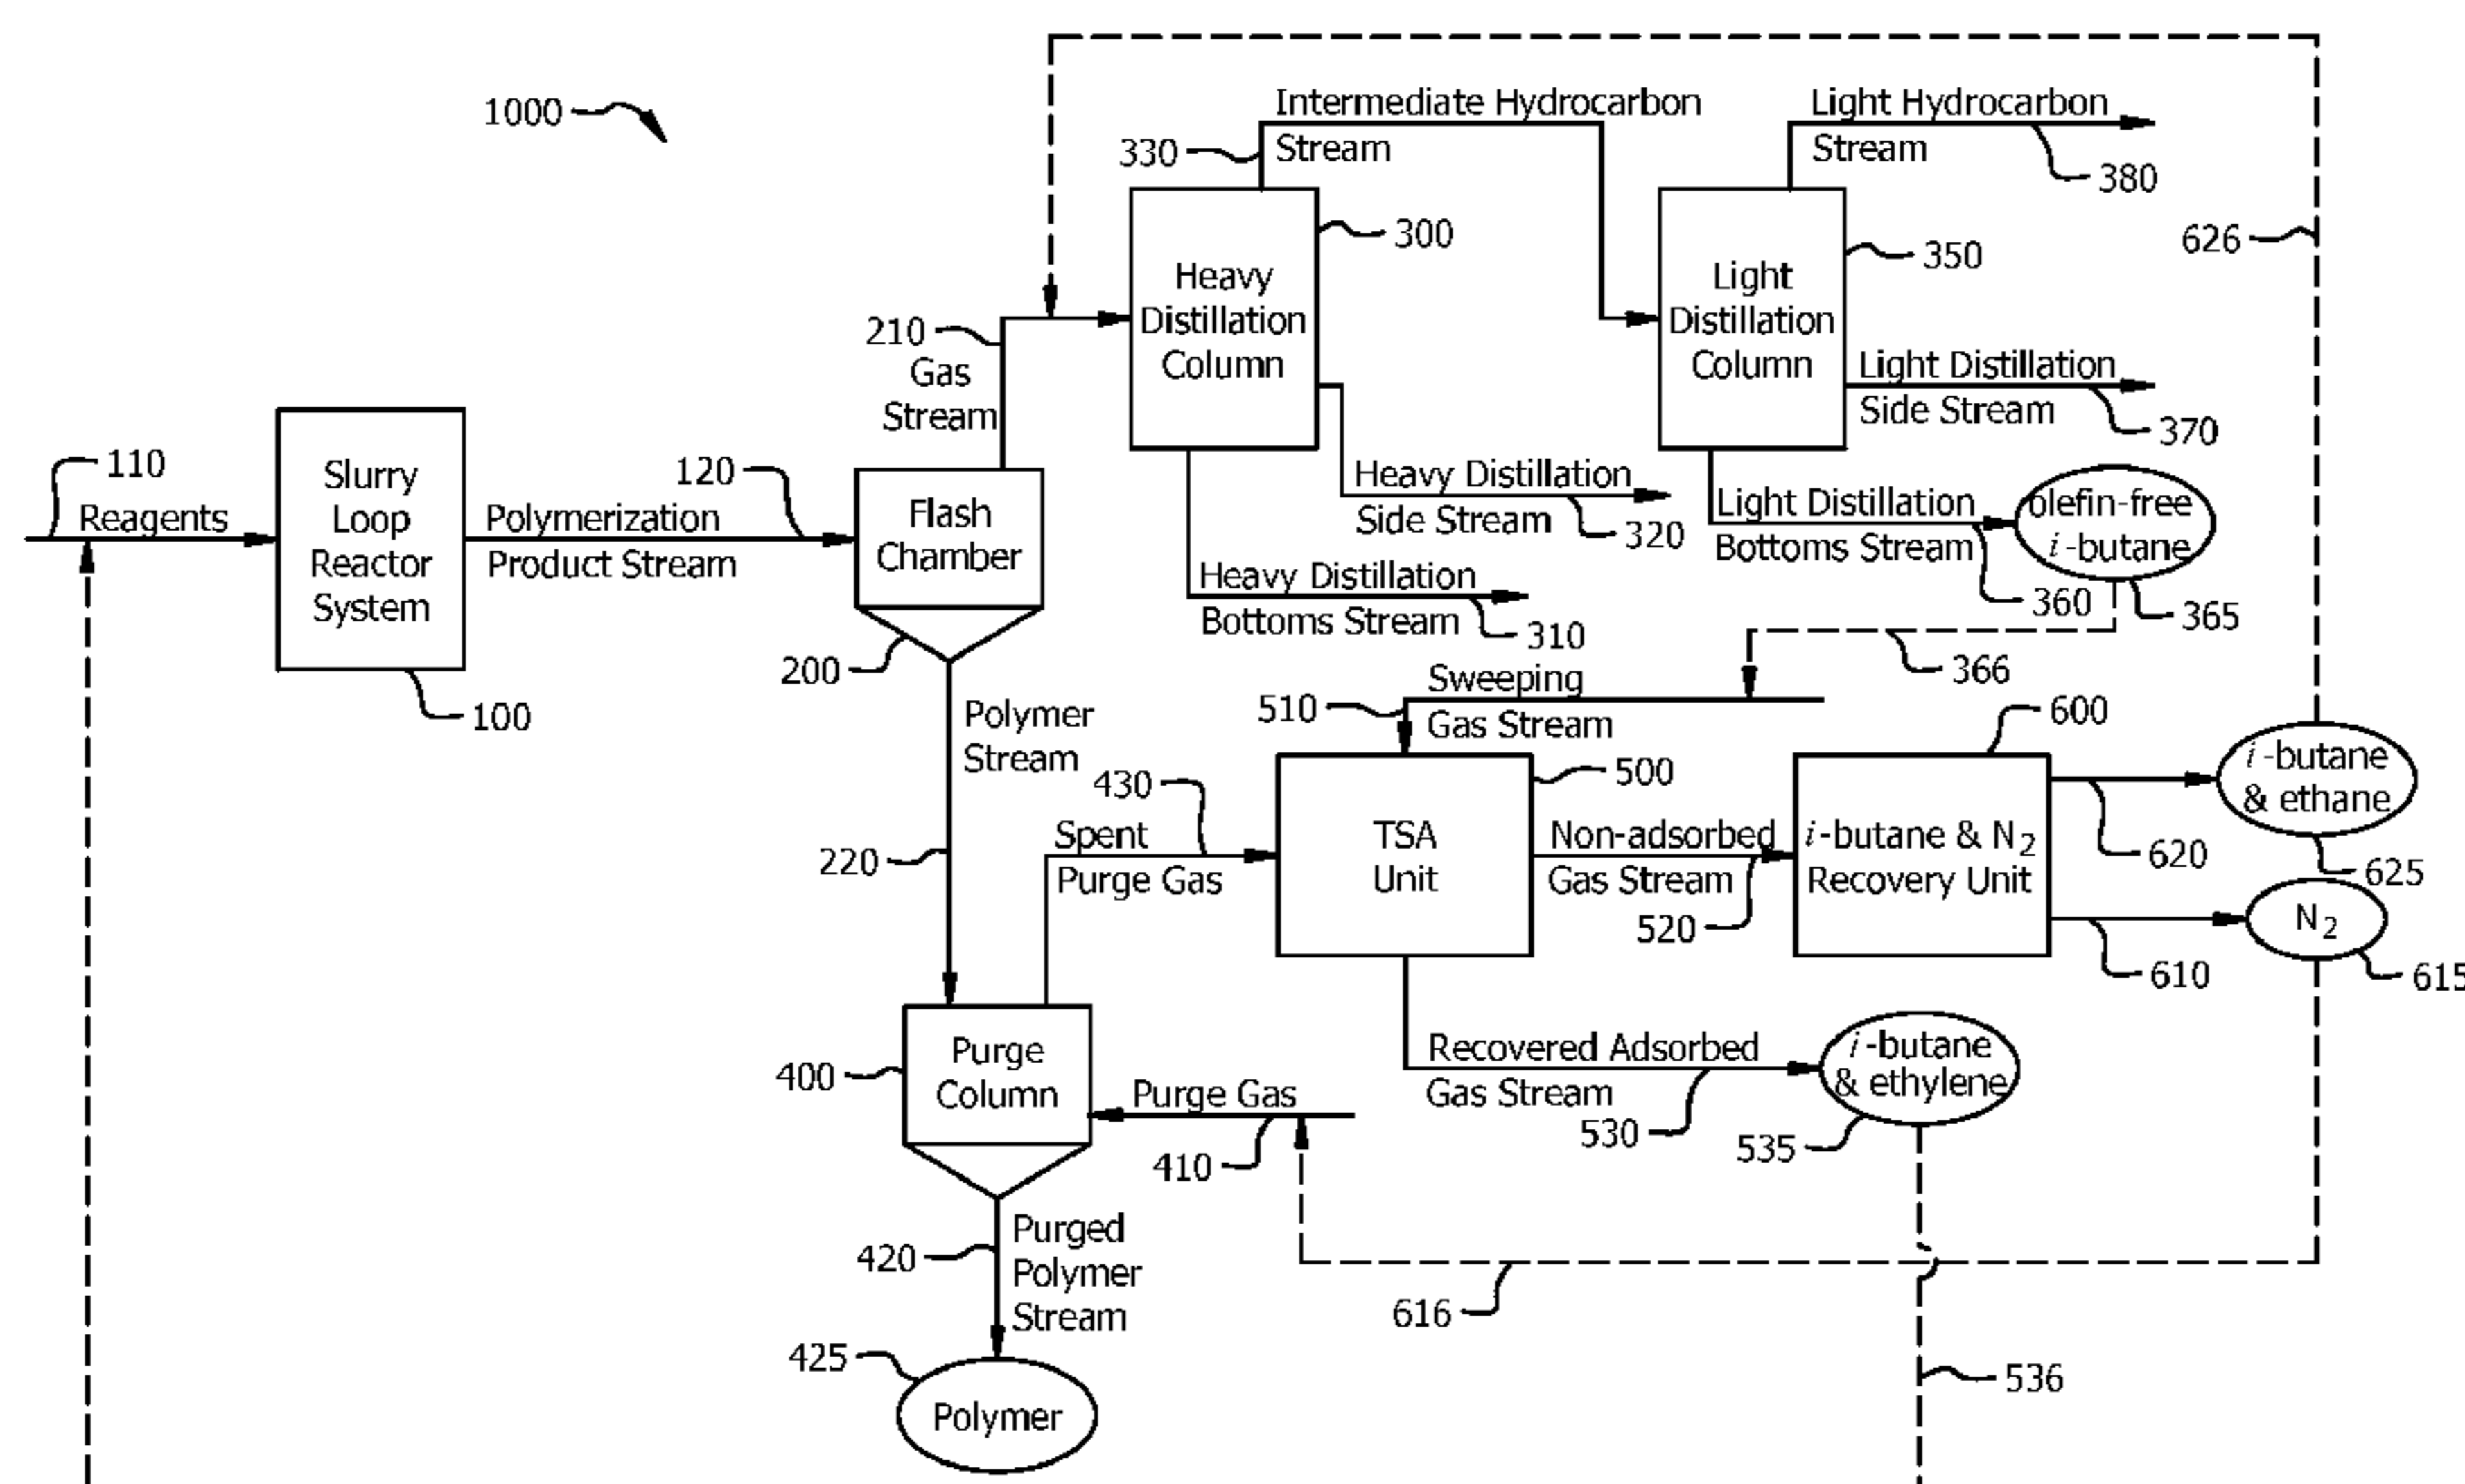 1000
Intermediate Hydrocarbon
Stream
330
Light Hydrocarbon
Stream
380
300
350
626
Heavy
Distillation
Column
Light
Distillation
Column
210
Gas
Stream
Light Distillation
Side Stream
370
110
Reagents
Slurry
Loop
Reactor
System
100
120
Polymerization
Product Stream
Flash
Chamber
200
Heavy Distillation
Side Stream
320
Heavy Distillation
Bottoms Stream
310
Light Distillation
Bottoms Stream
360
olefin-free
i-butane
365
366
Polymer
Stream
220
Sweeping
Gas Stream
510
500
600
430
Spent
Purge Gas
TSA
Unit
Non-adsorbed
Gas Stream
520
i-butane & N2
Recovery Unit
i-butane
& ethane
620
625
N2
610
615
Purge
Column
400
Purge Gas
410
Recovered Adsorbed
Gas Stream
530
i-butane
& ethylene
535
420
Purged
Polymer
Stream
616
425
Polymer
536